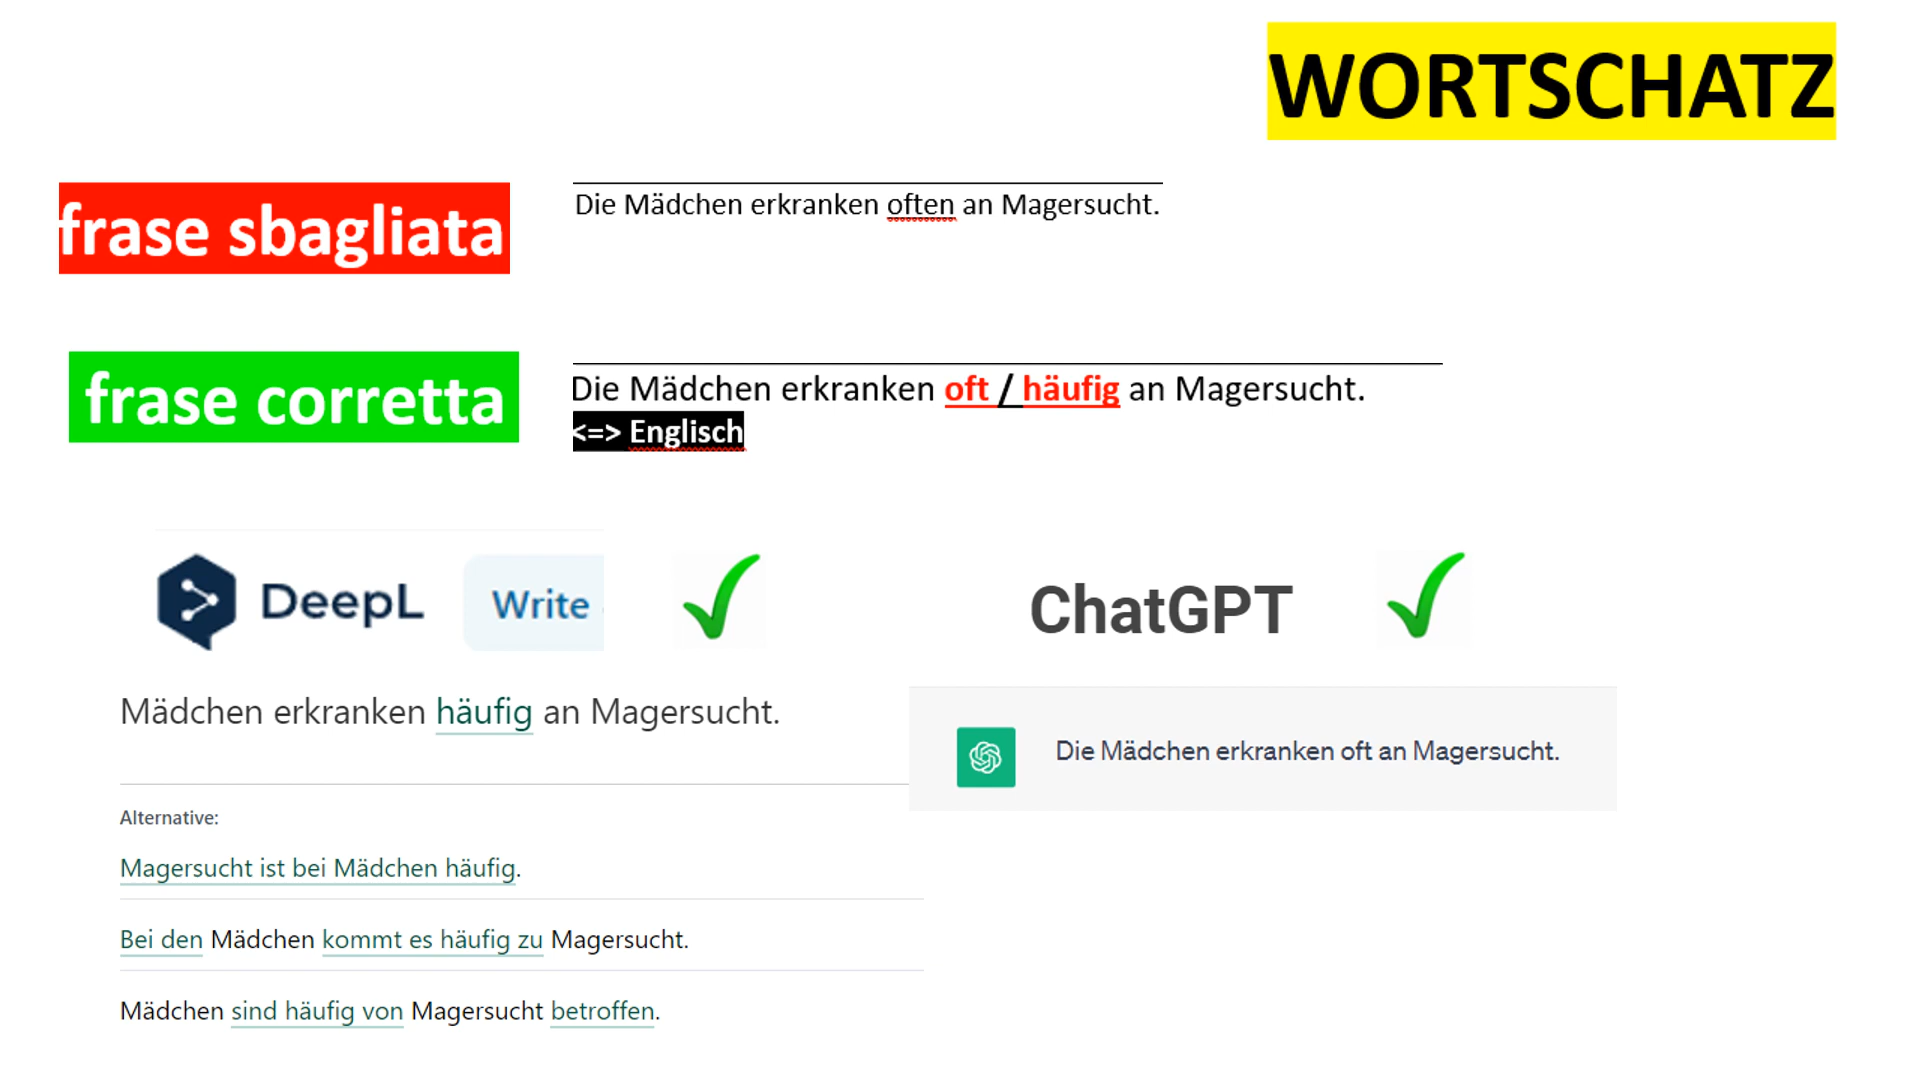 WORTSCHATZ
frase sbagliata
Die Mädchen erkranken often an Magersucht.
frase corretta
Die Mädchen erkranken oft / häufig an Magersucht.
<=> Englisch
DeepL Write
ChatGPT
Mädchen erkranken häufig an Magersucht.
Die Mädchen erkranken oft an Magersucht.
Alternative:
Magersucht ist bei Mädchen häufig.
Bei den Mädchen kommt es häufig zu Magersucht.
Mädchen sind häufig von Magersucht betroffen.